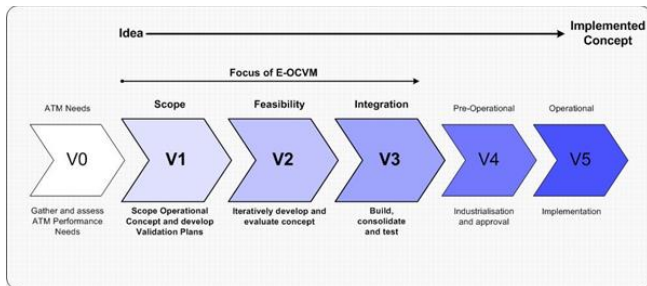 Idea
Implemented
Concept
Focus of E-OCVM
ATM Needs
Scope
Feasibility
Integration
Pre-Operational
Operational
V0
V1
V2
V3
V4
V5
Gather and assess
ATM Performance
Needs
Scope Operational
Concept and develop
Validation Plans
Iteratively develop and
evaluate concept
Build,
consolidate
and test
Industrialisation
and approval
Implementation